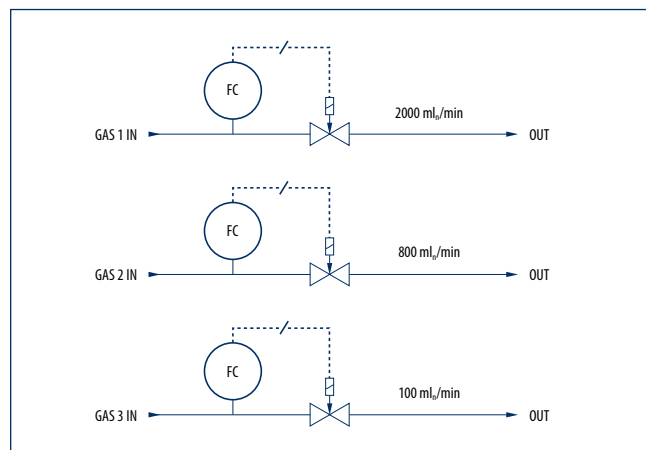 FC
2000 mlₙ/min
GAS 1 IN OUT
FC
800 mlₙ/min
GAS 2 IN OUT
FC
100 mlₙ/min
GAS 3 IN OUT